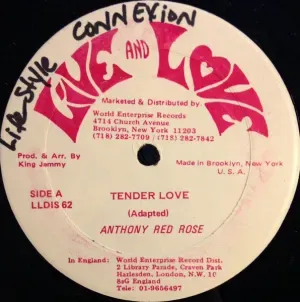 Life-Style CONNEXION
LIVE AND LOVE
Marketed & Distributed by
World Enterprise Records
4714 Church Avenue
Brooklyn, New York 11203
(718) 282-7709 / (713) 282-7842
Prod. & Arr. By
King Jammy
Made in Brooklyn, New York
U. S. A.
SIDE A
LLDIS 62
TENDER LOVE
(Adapted)
ANTHONY RED ROSE
In England: World Enterprise Record Dist.
2 Library Parade, Craven Park
Harlesden, London, N.W. 10
8sG England
Tele: 01-9656497